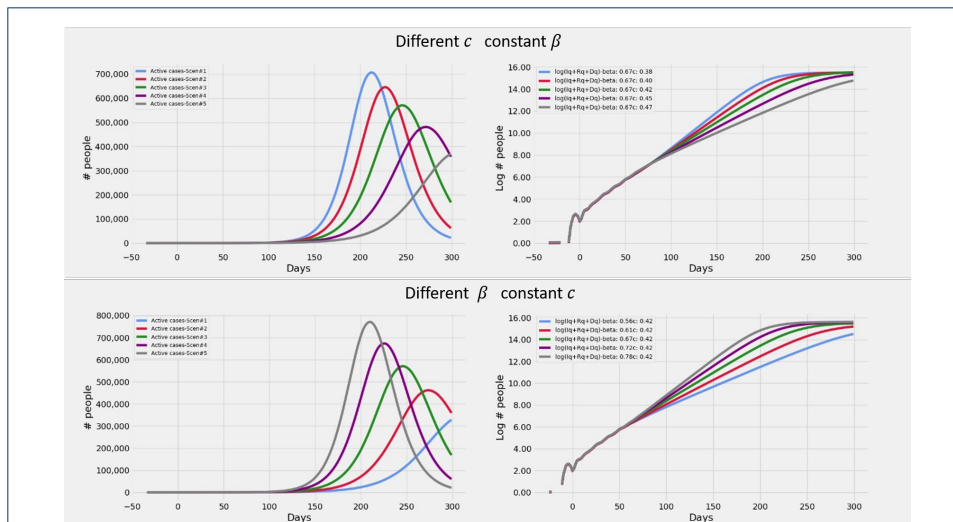 Different c constant β
Active cases-Scen#1
Active cases-Scen#2
Active cases-Scen#3
Active cases-Scen#4
Active cases-Scen#5
700,000
600,000
500,000
400,000
300,000
200,000
100,000
0
# people
−50 0 50 100 150 200 250 300
Days
log(Iq+Rq+Dq)-beta: 0.67c: 0.38
log(Iq+Rq+Dq)-beta: 0.67c: 0.40
log(Iq+Rq+Dq)-beta: 0.67c: 0.42
log(Iq+Rq+Dq)-beta: 0.67c: 0.45
log(Iq+Rq+Dq)-beta: 0.67c: 0.47
16.00
14.00
12.00
10.00
8.00
6.00
4.00
2.00
0.00
Log # people
−50 0 50 100 150 200 250 300
Days
Different β constant c
Active cases-Scen#1
Active cases-Scen#2
Active cases-Scen#3
Active cases-Scen#4
Active cases-Scen#5
800,000
700,000
600,000
500,000
400,000
300,000
200,000
100,000
0
# people
−50 0 50 100 150 200 250 300
Days
log(Iq+Rq+Dq)-beta: 0.56c: 0.42
log(Iq+Rq+Dq)-beta: 0.61c: 0.42
log(Iq+Rq+Dq)-beta: 0.67c: 0.42
log(Iq+Rq+Dq)-beta: 0.72c: 0.42
log(Iq+Rq+Dq)-beta: 0.78c: 0.42
16.00
14.00
12.00
10.00
8.00
6.00
4.00
2.00
0.00
Log # people
0 50 100 150 200 250 300
Days